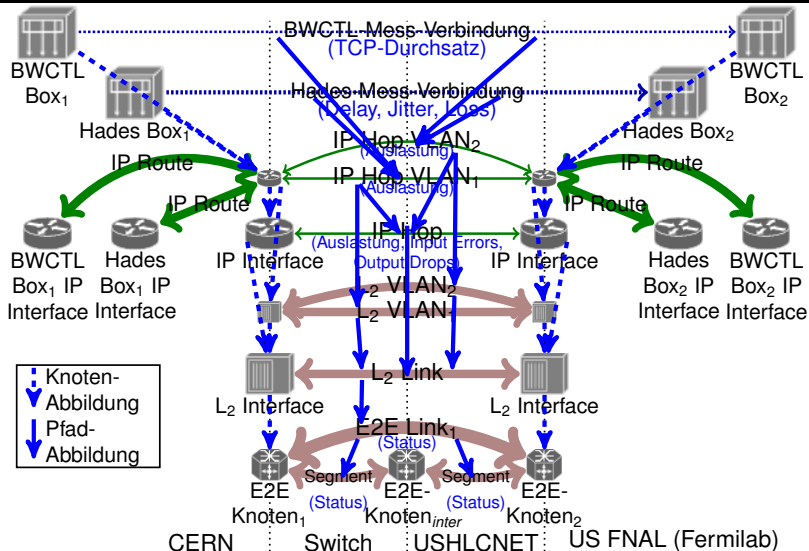 BWCTL-Mess-Verbindung
(TCP-Durchsatz)
BWCTL
Box1
BWCTL
Box2
Hades-Mess-Verbindung
(Delay, Jitter, Loss)
Hades Box1
Hades Box2
IP Hop VLAN2
(Auslastung)
IP Route
IP Route
IP Hop VLAN1
(Auslastung)
IP Route
IP Route
IP Hop
(Auslastung, Input Errors,
Output Drops)
BWCTL
Box1 IP
Interface
Hades
Box1 IP
Interface
IP Interface
IP Interface
Hades
Box2 IP
Interface
BWCTL
Box2 IP
Interface
L2 VLAN2
L2 VLAN1
L2 Link
L2 Interface
L2 Interface
Knoten-
Abbildung
Pfad-
Abbildung
E2E Link1
(Status)
Segment
(Status)
Segment
(Status)
E2E
Knoten1
E2E-
Knoteninter
E2E-
Knoten2
CERN
Switch
USHLCNET
US FNAL (Fermilab)